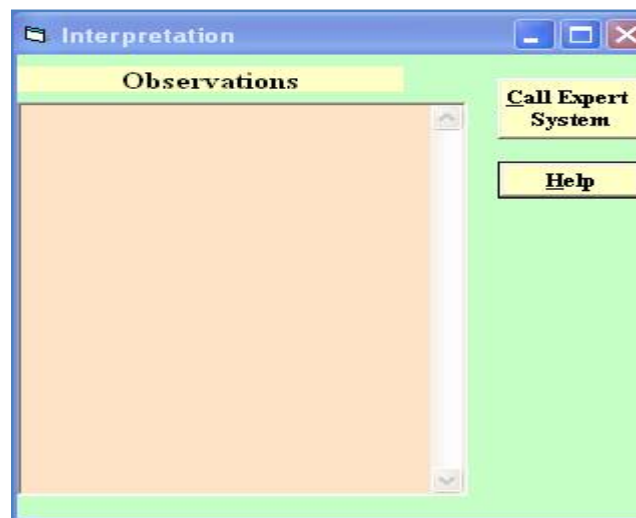 Interpretation
Observations
Call Expert
System
Help